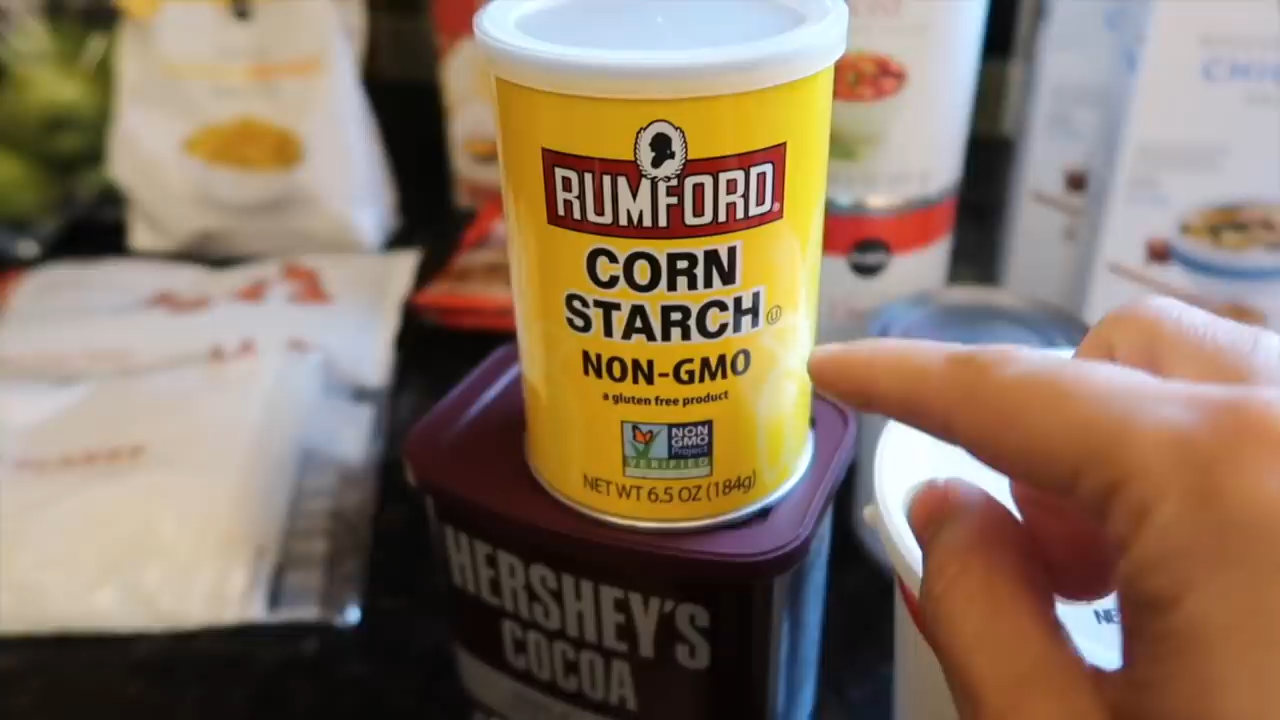 RUMFORD®
CORN
STARCH Ⓤ
NON-GMO
a gluten free product
NON
GMO
Project
VERIFIED
NET WT 6.5 OZ (184g)
HERSHEY'S
COCOA
NE